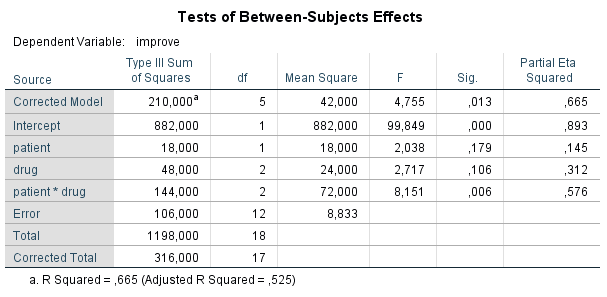 Tests of Between-Subjects Effects
Dependent Variable: improve
Source Type III Sum of Squares df Mean Square F Sig. Partial Eta Squared
Corrected Model 210,000a 5 42,000 4,755 ,013 ,665
Intercept 882,000 1 882,000 99,849 ,000 ,893
patient 18,000 1 18,000 2,038 ,179 ,145
drug 48,000 2 24,000 2,717 ,106 ,312
patient * drug 144,000 2 72,000 8,151 ,006 ,576
Error 106,000 12 8,833
Total 1198,000 18
Corrected Total 316,000 17
a. R Squared = ,665 (Adjusted R Squared = ,525)